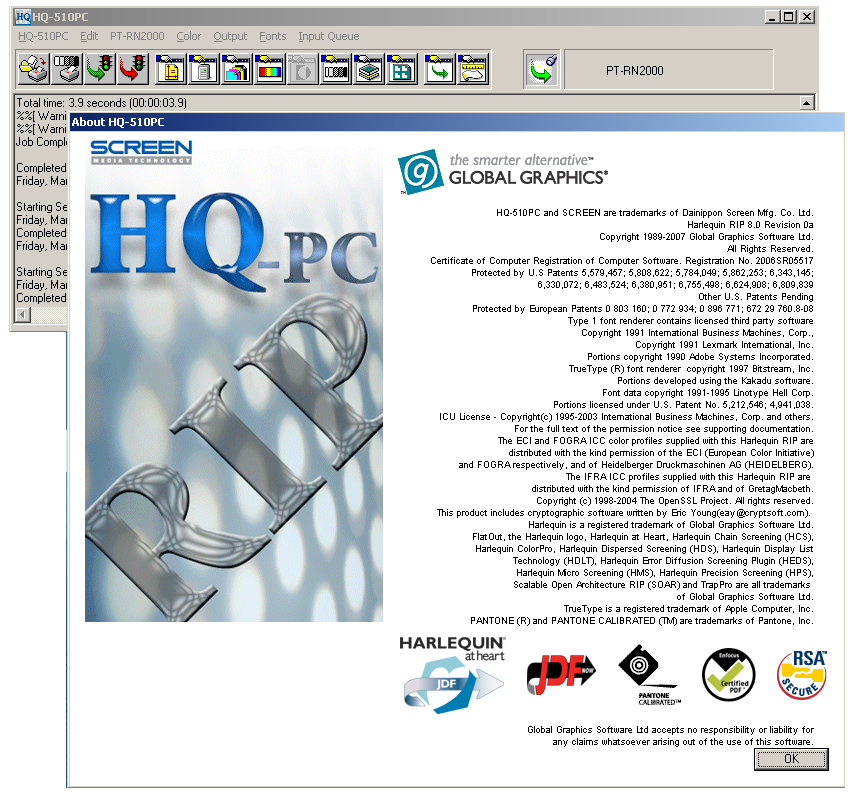 HQ HQ-510PC
HQ-510PC Edit PT-RN2000 Color Output Fonts Input Queue
PT-RN2000
Total time: 3.9 seconds (00:00:03.9)
%%[ Warni
%%[ Warni
Job Comple
Completed
Friday, Mar
Starting Se
Friday, Mar
Completed
Friday, Mar
Starting Se
Friday, Mar
Completed
About HQ-510PC
SCREEN
MEDIA TECHNOLOGY
HQ-PC
RIP
the smarter alternative™
GLOBAL GRAPHICS®
HQ-510PC and SCREEN are trademarks of Dainippon Screen Mfg. Co. Ltd.
Harlequin RIP 8.0 Revision 0a
Copyright 1989-2007 Global Graphics Software Ltd.
All Rights Reserved.
Certificate of Computer Registration of Computer Software. Registration No. 2006SR05517
Protected by U.S Patents 5,579,457; 5,808,622; 5,784,049; 5,862,253; 6,343,145;
6,330,072; 6,483,524; 6,380,951; 6,755,498; 6,624,908; 6,809,839
Other U.S. Patents Pending
Protected by European Patents 0 803 160; 0 772 934; 0 896 771; 672 29 760.8-08
Type 1 font renderer contains licensed third party software
Copyright 1991 International Business Machines, Corp.,
Copyright 1991 Lexmark International, Inc.
Portions copyright 1990 Adobe Systems Incorporated.
TrueType (R) font renderer copyright 1997 Bitstream, Inc.
Portions developed using the Kakadu software.
Font data copyright 1991-1995 Linotype Hell Corp.
Portions licensed under U.S. Patent No. 5,212,546; 4,941,038.
ICU License - Copyright(c) 1995-2003 International Business Machines, Corp. and others.
For the full text of the permission notice see supporting documentation.
The ECI and FOGRA ICC color profiles supplied with this Harlequin RIP are
distributed with the kind permission of the ECI (European Color Initiative)
and FOGRA respectively, and of Heidelberger Druckmaschinen AG (HEIDELBERG).
The IFRA ICC profiles supplied with this Harlequin RIP are
distributed with the kind permission of IFRA and of GretagMacbeth.
Copyright (c) 1998-2004 The OpenSSL Project. All rights reserved.
This product includes cryptographic software written by Eric Young(eay@cryptsoft.com).
Harlequin is a registered trademark of Global Graphics Software Ltd.
FlatOut, the Harlequin logo, Harlequin at Heart, Harlequin Chain Screening (HCS),
Harlequin ColorPro, Harlequin Dispersed Screening (HDS), Harlequin Display List
Technology (HDLT), Harlequin Error Diffusion Screening Plugin (HEDS),
Harlequin Micro Screening (HMS), Harlequin Precision Screening (HPS),
Scalable Open Architecture RIP (SOAR) and TrapPro are all trademarks
of Global Graphics Software Ltd.
TrueType is a registered trademark of Apple Computer, Inc.
PANTONE (R) and PANTONE CALIBRATED (TM) are trademarks of Pantone, Inc.
HARLEQUIN®
at heart
JDF
JDF NOW
PANTONE
CALIBRATED™
Enfocus
Certified
PDF™
RSA™
SECURE
Global Graphics Software Ltd accepts no responsibility or liability for
any claims whatsoever arising out of the use of this software.
OK